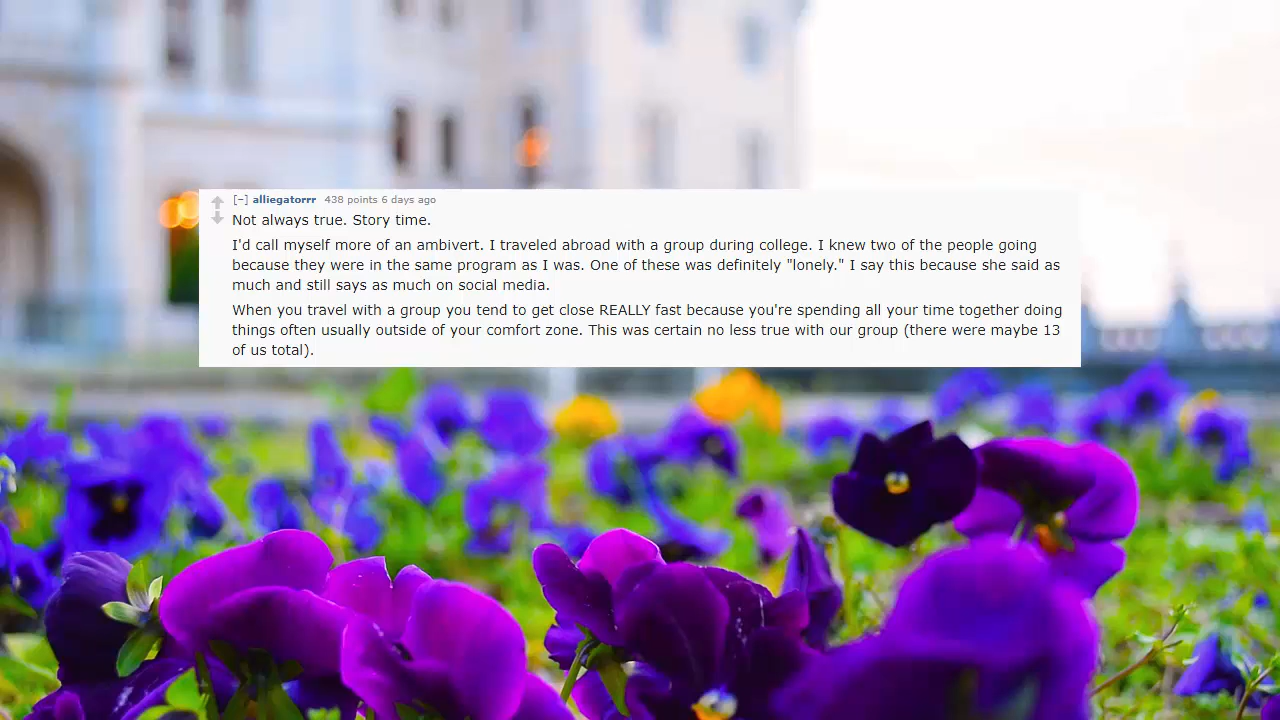 [–] alliegatorrr 438 points 6 days ago
Not always true. Story time.
I'd call myself more of an ambivert. I traveled abroad with a group during college. I knew two of the people going
because they were in the same program as I was. One of these was definitely "lonely." I say this because she said as
much and still says as much on social media.
When you travel with a group you tend to get close REALLY fast because you're spending all your time together doing
things often usually outside of your comfort zone. This was certain no less true with our group (there were maybe 13
of us total).